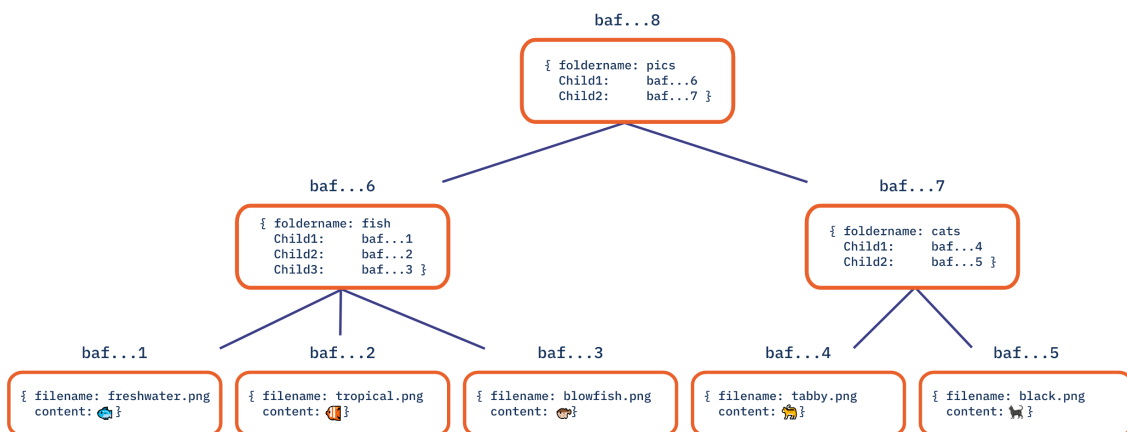 baf...8
{ foldername: pics
Child1: baf...6
Child2: baf...7 }
baf...6
baf...7
{ foldername: fish
Child1: baf...1
Child2: baf...2
Child3: baf...3 }
{ foldername: cats
Child1: baf...4
Child2: baf...5 }
baf...1
baf...2
baf...3
baf...4
baf...5
{ filename: freshwater.png
content: 🐟}
{ filename: tropical.png
content: 🐠}
{ filename: blowfish.png
content: 🐡}
{ filename: tabby.png
content: 🐈}
{ filename: black.png
content: 🐈‍⬛}